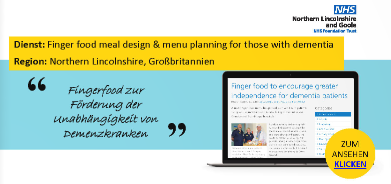 NHS
Northern Lincolnshire
and Goole
NHS Foundation Trust
Dienst: Finger food meal design & menu planning for those with dementia
Region: Northern Lincolnshire, Großbritannien
“
Fingerfood zur
Förderung der
Unabhängigkeit von
Demenzkranken
”
Finger food to encourage greater
independence for dementia patients
ZUM
ANSEHEN
KLICKEN